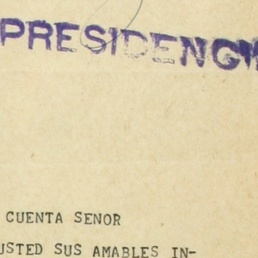 PRESIDENCI
CUENTA SENOR
USTED SUS AMABLES IN-